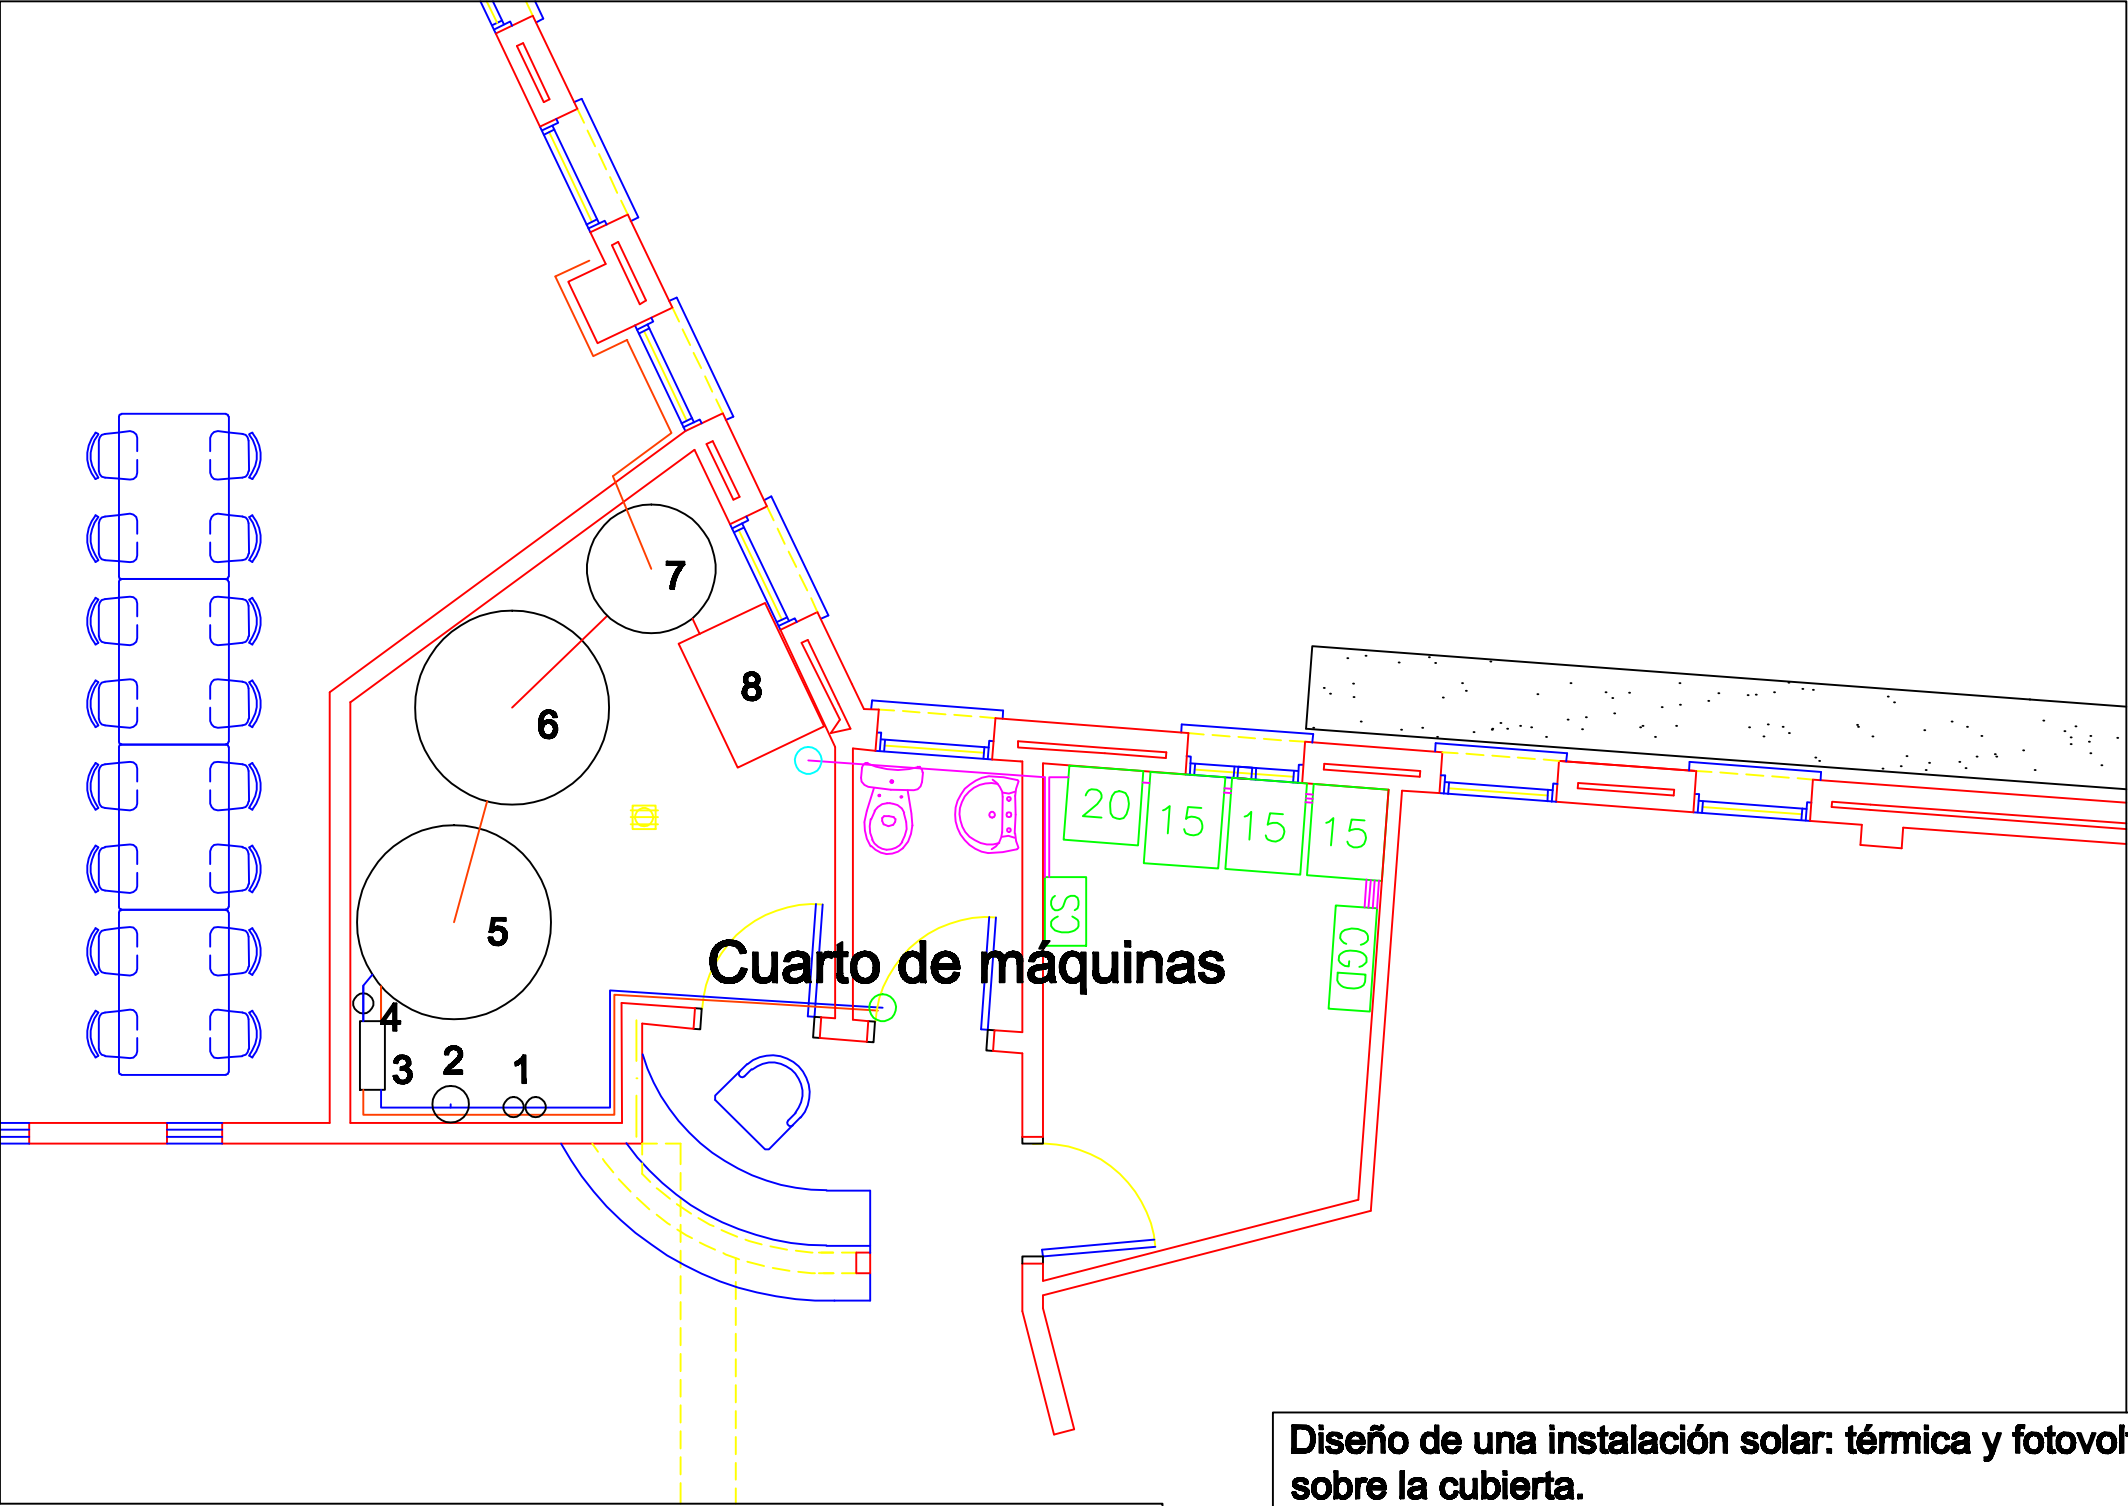 7
8
6
20
15
15
15
5
CS
CGD
Cuarto de máquinas
4
3
2
1
Diseño de una instalación solar: térmica y fotovol
sobre la cubierta.